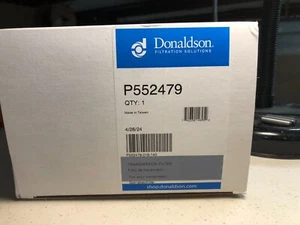 Donaldson.
FILTRATION SOLUTIONS
P552479
QTY: 1
Made in Taiwan
4/26/24
shop.donaldson.com